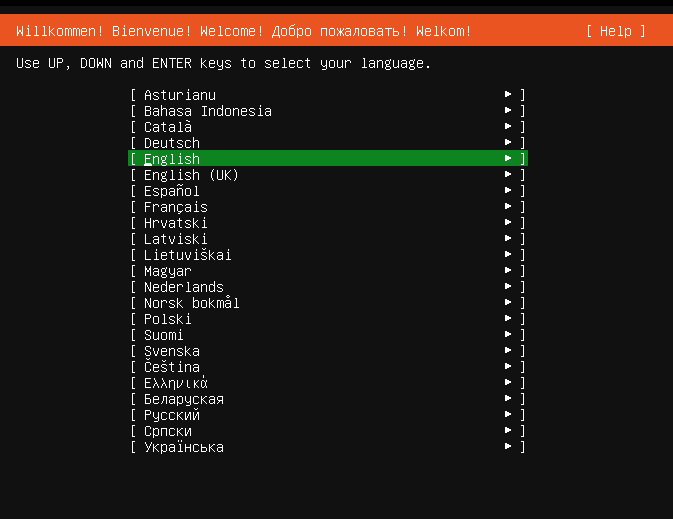 Willkommen! Bienvenue! Welcome! Добро пожаловать! Welkom! [ Help ]
Use UP, DOWN and ENTER keys to select your language.
[ Asturianu ▸ ]
[ Bahasa Indonesia ▸ ]
[ Català ▸ ]
[ Deutsch ▸ ]
[ English ▸ ]
[ English (UK) ▸ ]
[ Español ▸ ]
[ Français ▸ ]
[ Hrvatski ▸ ]
[ Latviski ▸ ]
[ Lietuviškai ▸ ]
[ Magyar ▸ ]
[ Nederlands ▸ ]
[ Norsk bokmål ▸ ]
[ Polski ▸ ]
[ Suomi ▸ ]
[ Svenska ▸ ]
[ Čeština ▸ ]
[ Ελληνικά ▸ ]
[ Беларуская ▸ ]
[ Русский ▸ ]
[ Српски ▸ ]
[ Українська ▸ ]